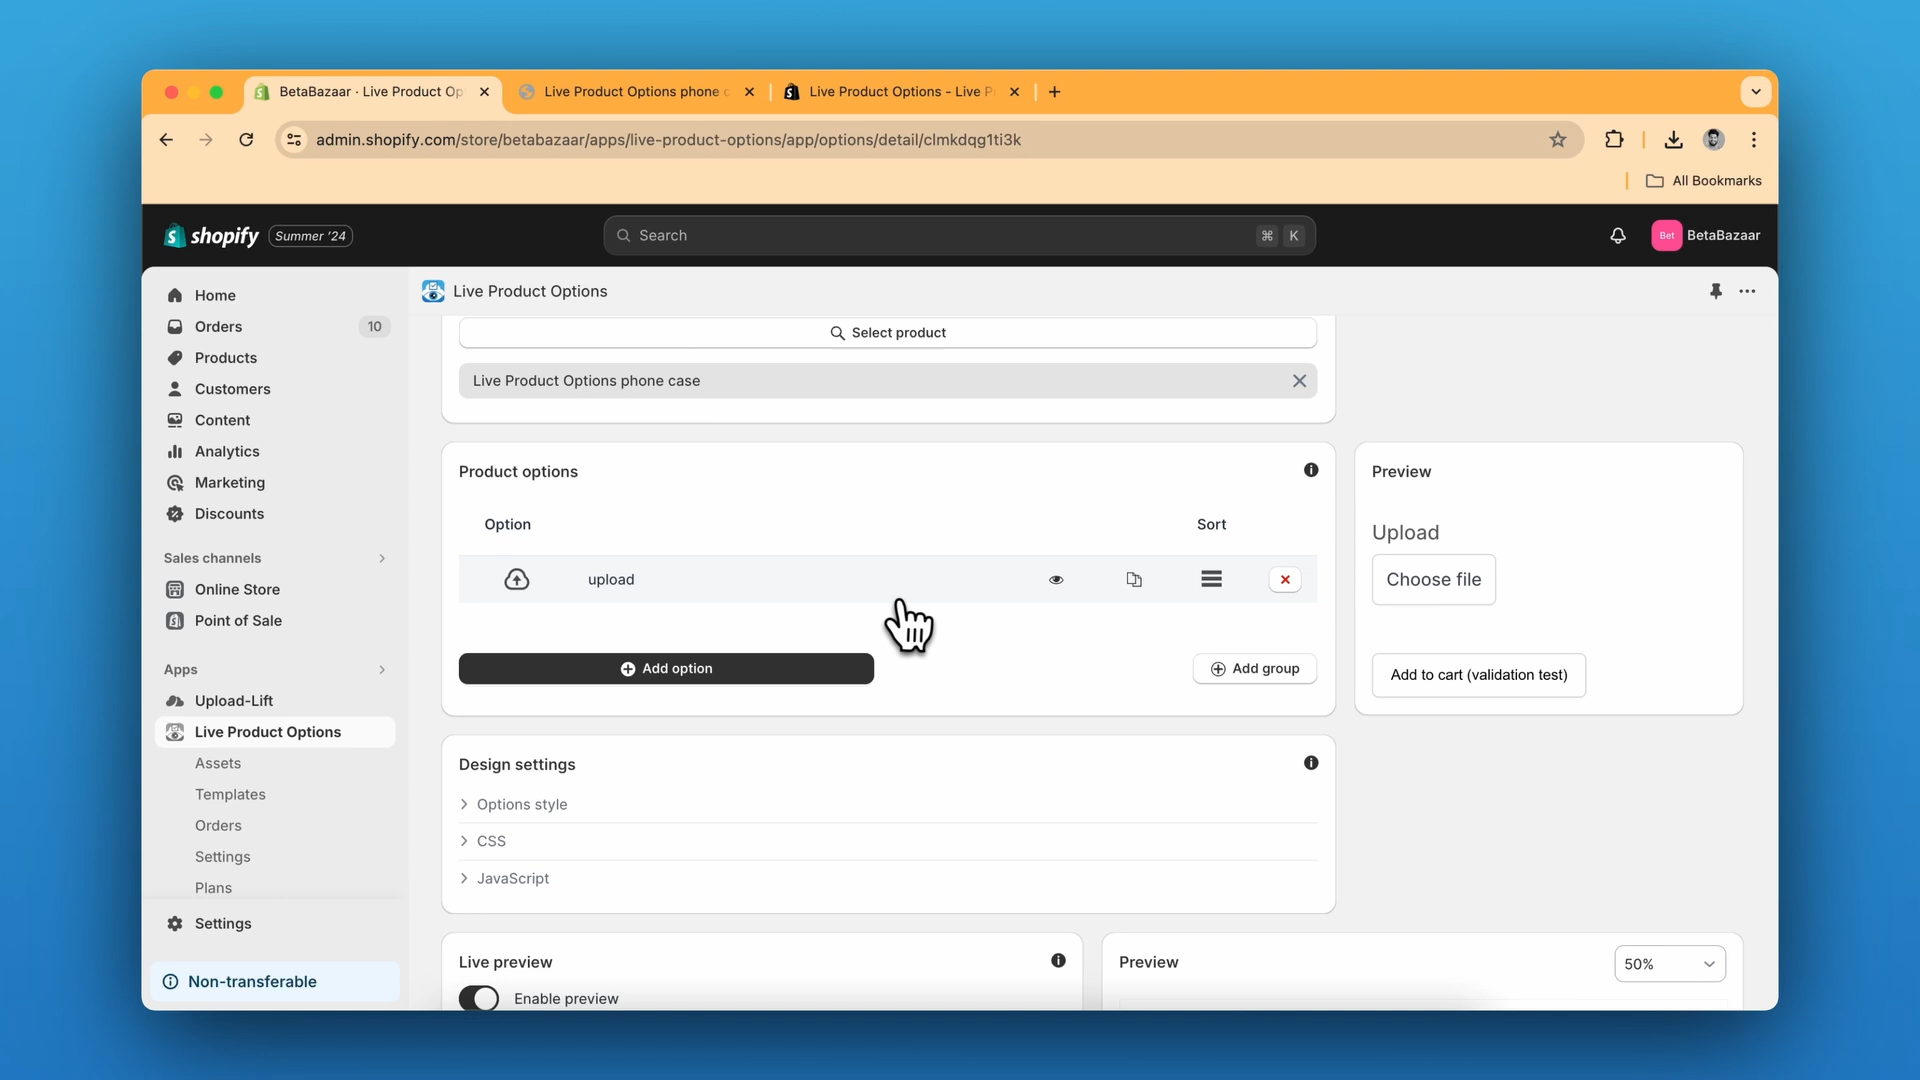 BetaBazaar · Live Product Op
Live Product Options phone c
Live Product Options - Live P
admin.shopify.com/store/betabazaar/apps/live-product-options/app/options/detail/clmkdqg1ti3k
All Bookmarks
shopify
Summer '24
Search
⌘ K
Bet
BetaBazaar
Home
Orders
10
Products
Customers
Content
Analytics
Marketing
Discounts
Sales channels
Online Store
Point of Sale
Apps
Upload-Lift
Live Product Options
Assets
Templates
Orders
Settings
Plans
Settings
Non-transferable
Live Product Options
Select product
Live Product Options phone case
Product options
Option
Sort
upload
Add option
Add group
Preview
Upload
Choose file
Add to cart (validation test)
Design settings
Options style
CSS
JavaScript
Live preview
Enable preview
Preview
50%